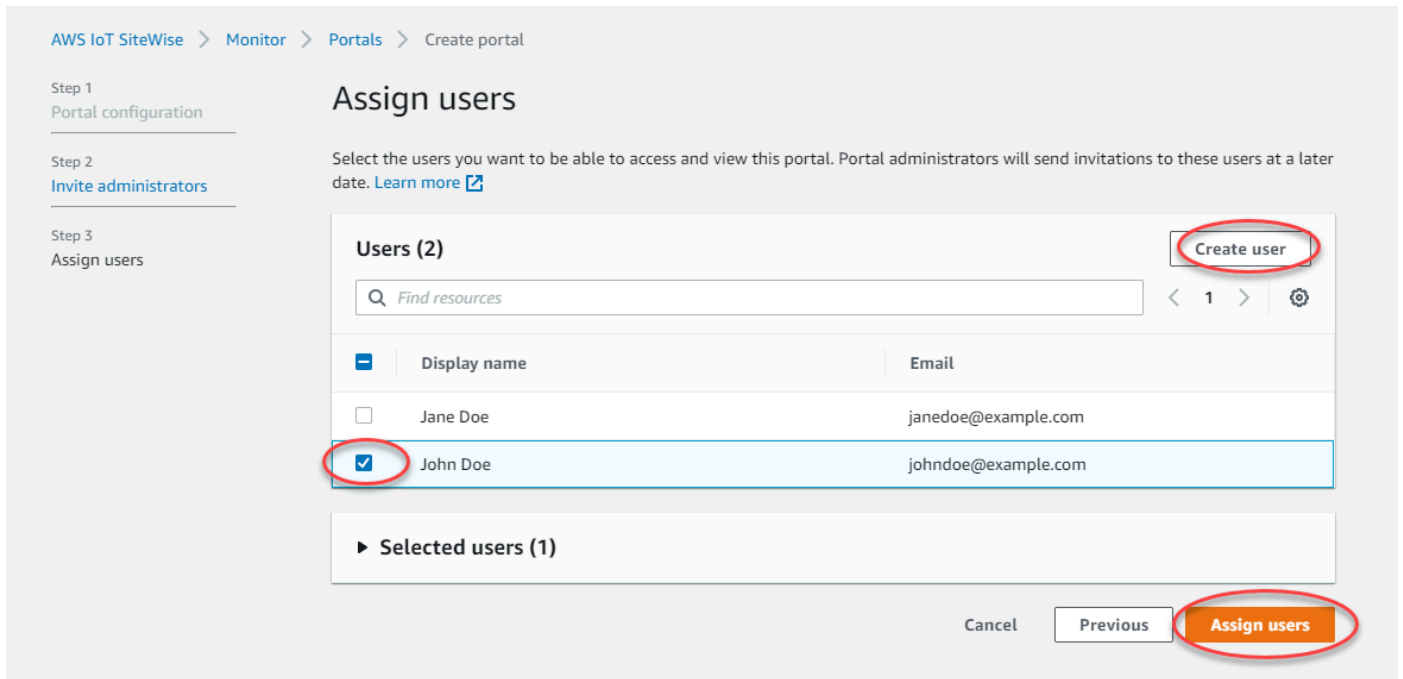 AWS IoT SiteWise > Monitor > Portals > Create portal
Step 1
Portal configuration
Step 2
Invite administrators
Step 3
Assign users
Assign users
Select the users you want to be able to access and view this portal. Portal administrators will send invitations to these users at a later
date. Learn more
Users (2)
Create user
Find resources
1
Display name
Email
Jane Doe
janedoe@example.com
John Doe
johndoe@example.com
Selected users (1)
Cancel
Previous
Assign users